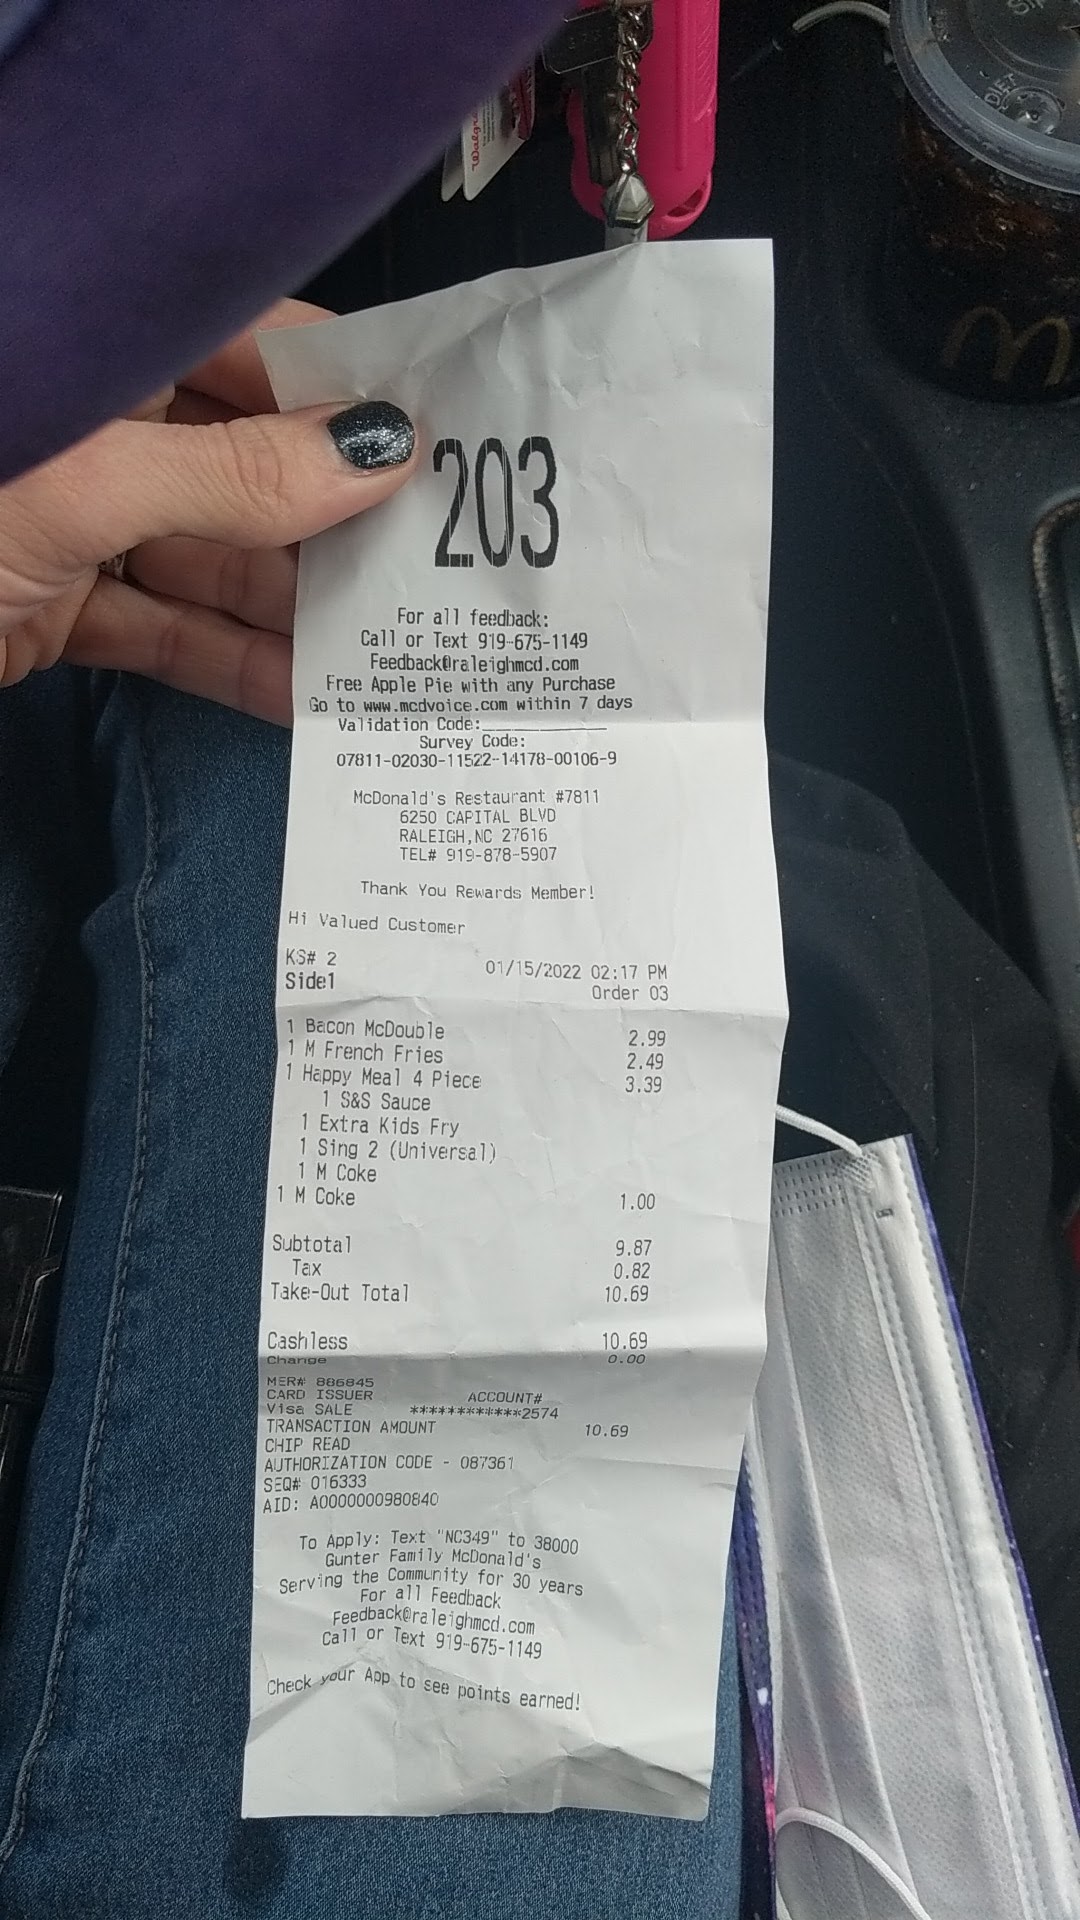 Walgre
DIET
203
For all feedback:
Call or Text 919-675-1149
Feedback@raleighmcd.com
Free Apple Pie with any Purchase
Go to www.mcdvoice.com within 7 days
Validation Code:____________
Survey Code:
07811-02030-11522-14178-00106-9
McDonald's Restaurant #7811
6250 CAPITAL BLVD
RALEIGH,NC 27616
TEL# 919-878-5907
Thank You Rewards Member!
Hi Valued Customer
KS# 2 01/15/2022 02:17 PM
Side1 Order 03
1 Bacon McDouble 2.99
1 M French Fries 2.49
1 Happy Meal 4 Piece 3.39
1 S&S Sauce
1 Extra Kids Fry
1 Sing 2 (Universal)
1 M Coke
1 M Coke 1.00
Subtotal 9.87
Tax 0.82
Take-Out Total 10.69
Cashless 10.69
Change 0.00
MER# 886845
CARD ISSUER ACCOUNT#
Visa SALE ************2574
TRANSACTION AMOUNT 10.69
CHIP READ
AUTHORIZATION CODE - 087361
SEQ# 016333
AID: A0000000980840
To Apply: Text "NC349" to 38000
Gunter Family McDonald's
Serving the Community for 30 years
For all Feedback
Feedback@raleighmcd.com
Call or Text 919-675-1149
Check your App to see points earned!